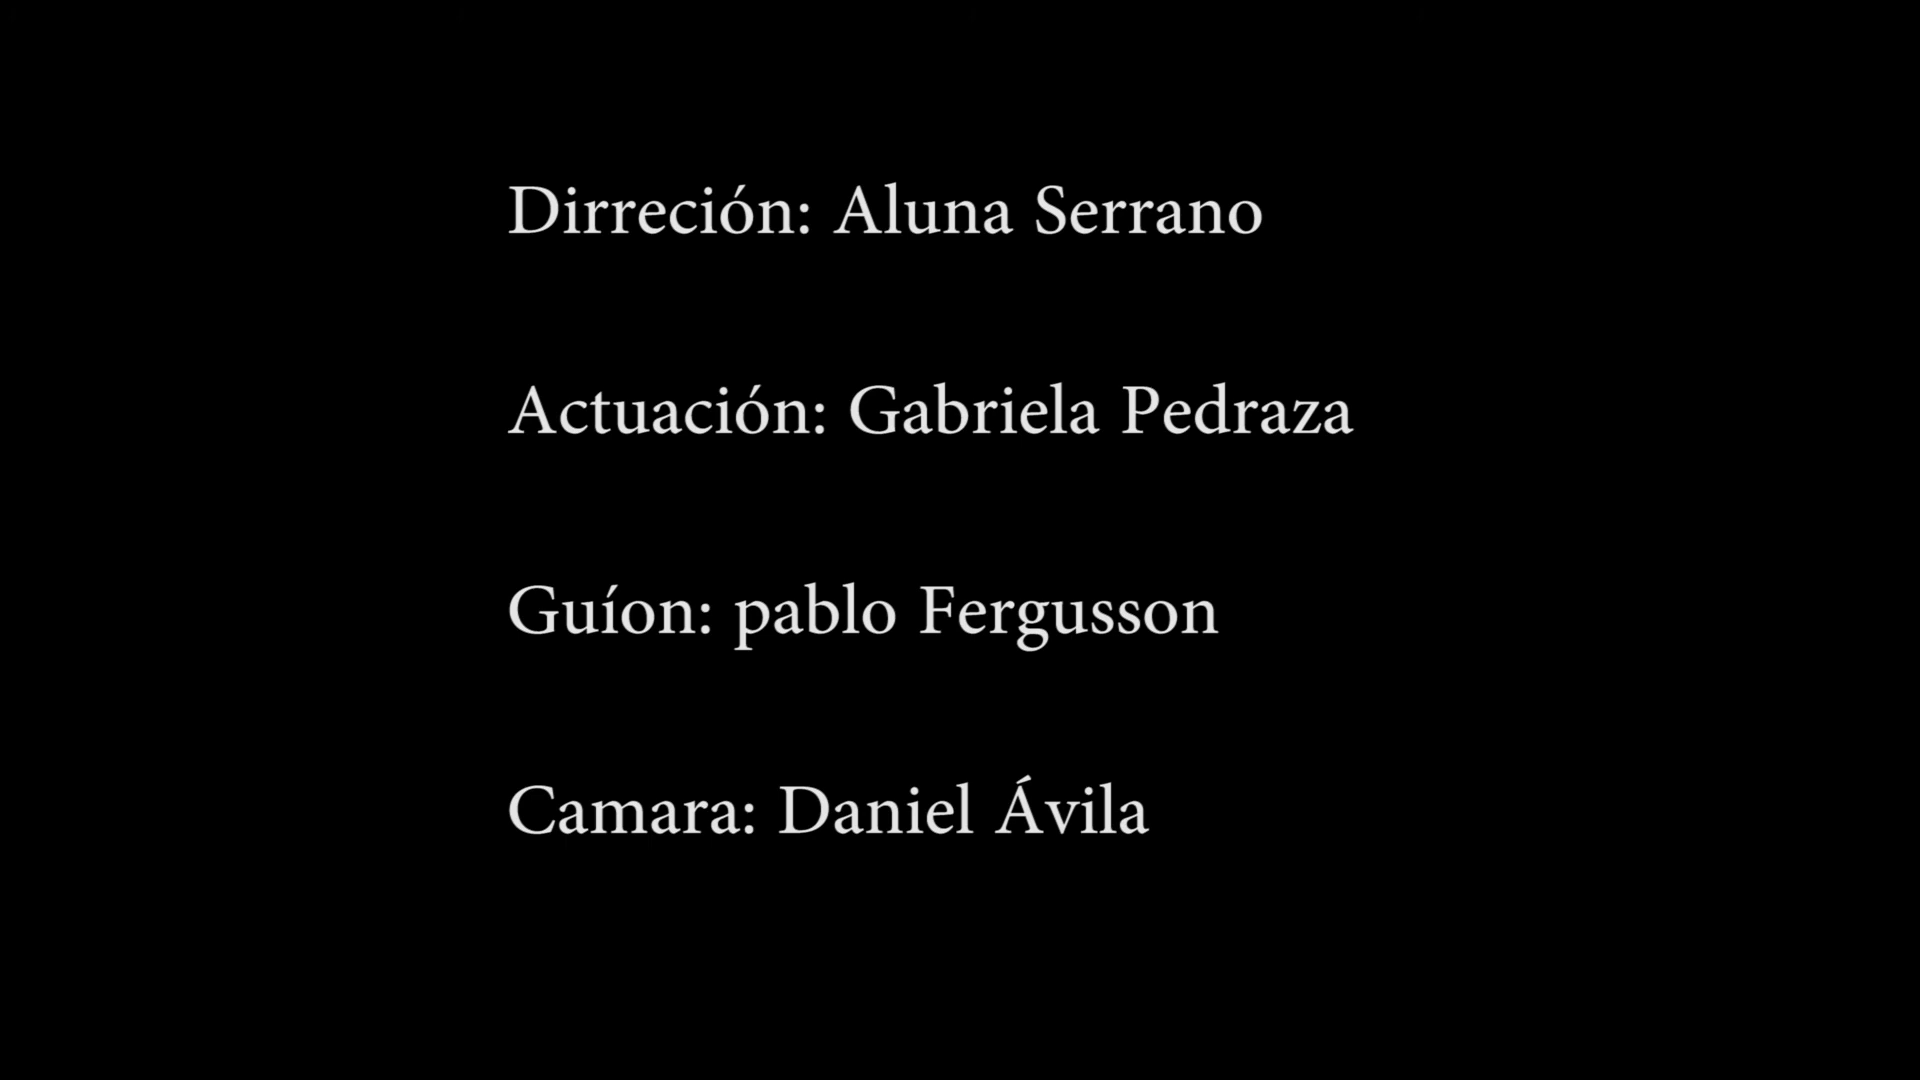 Dirreción: Aluna Serrano
Actuación: Gabriela Pedraza
Guíon: pablo Fergusson
Camara: Daniel Ávila